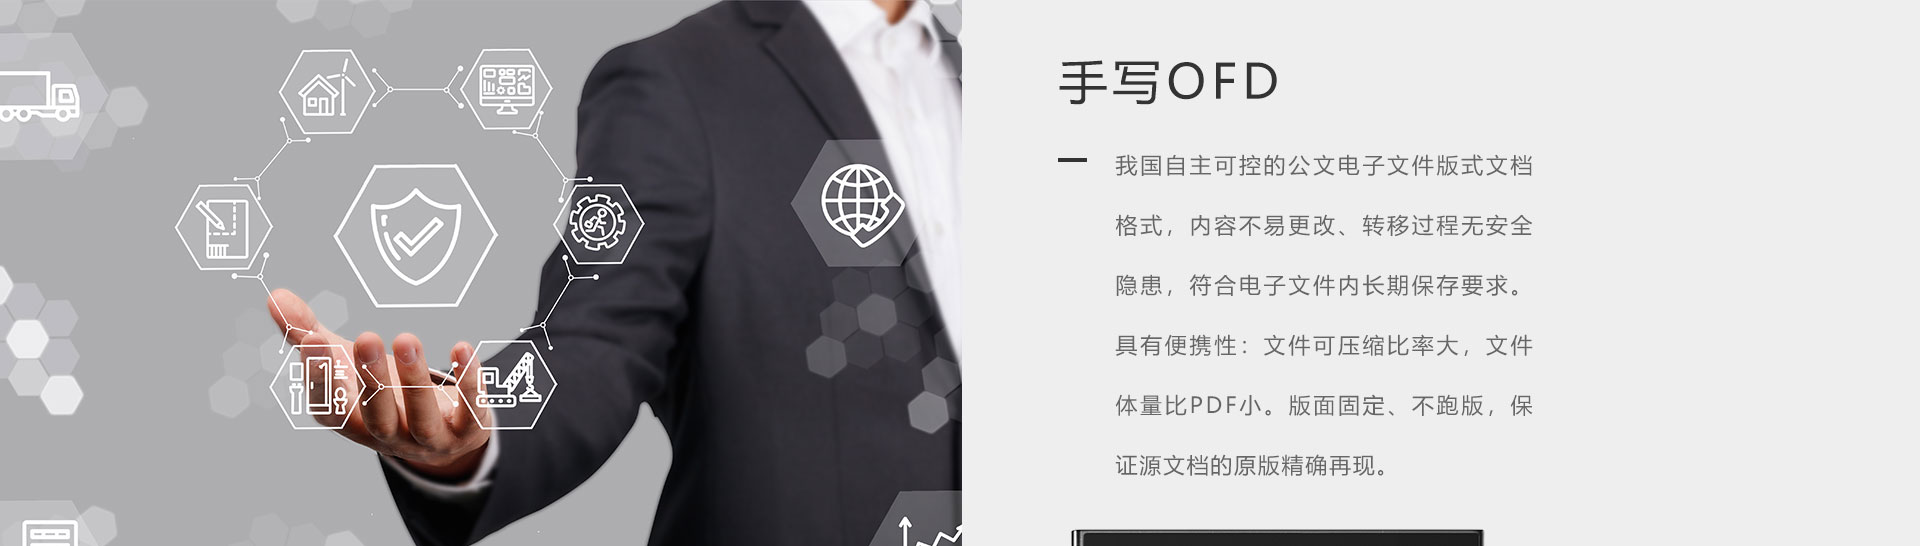 手写OFD
我国自主可控的公文电子文件版式文档
格式，内容不易更改、转移过程无安全
隐患，符合电子文件内长期保存要求。
具有便携性：文件可压缩比率大，文件
体量比PDF小。版面固定、不跑版，保
证源文档的原版精确再现。